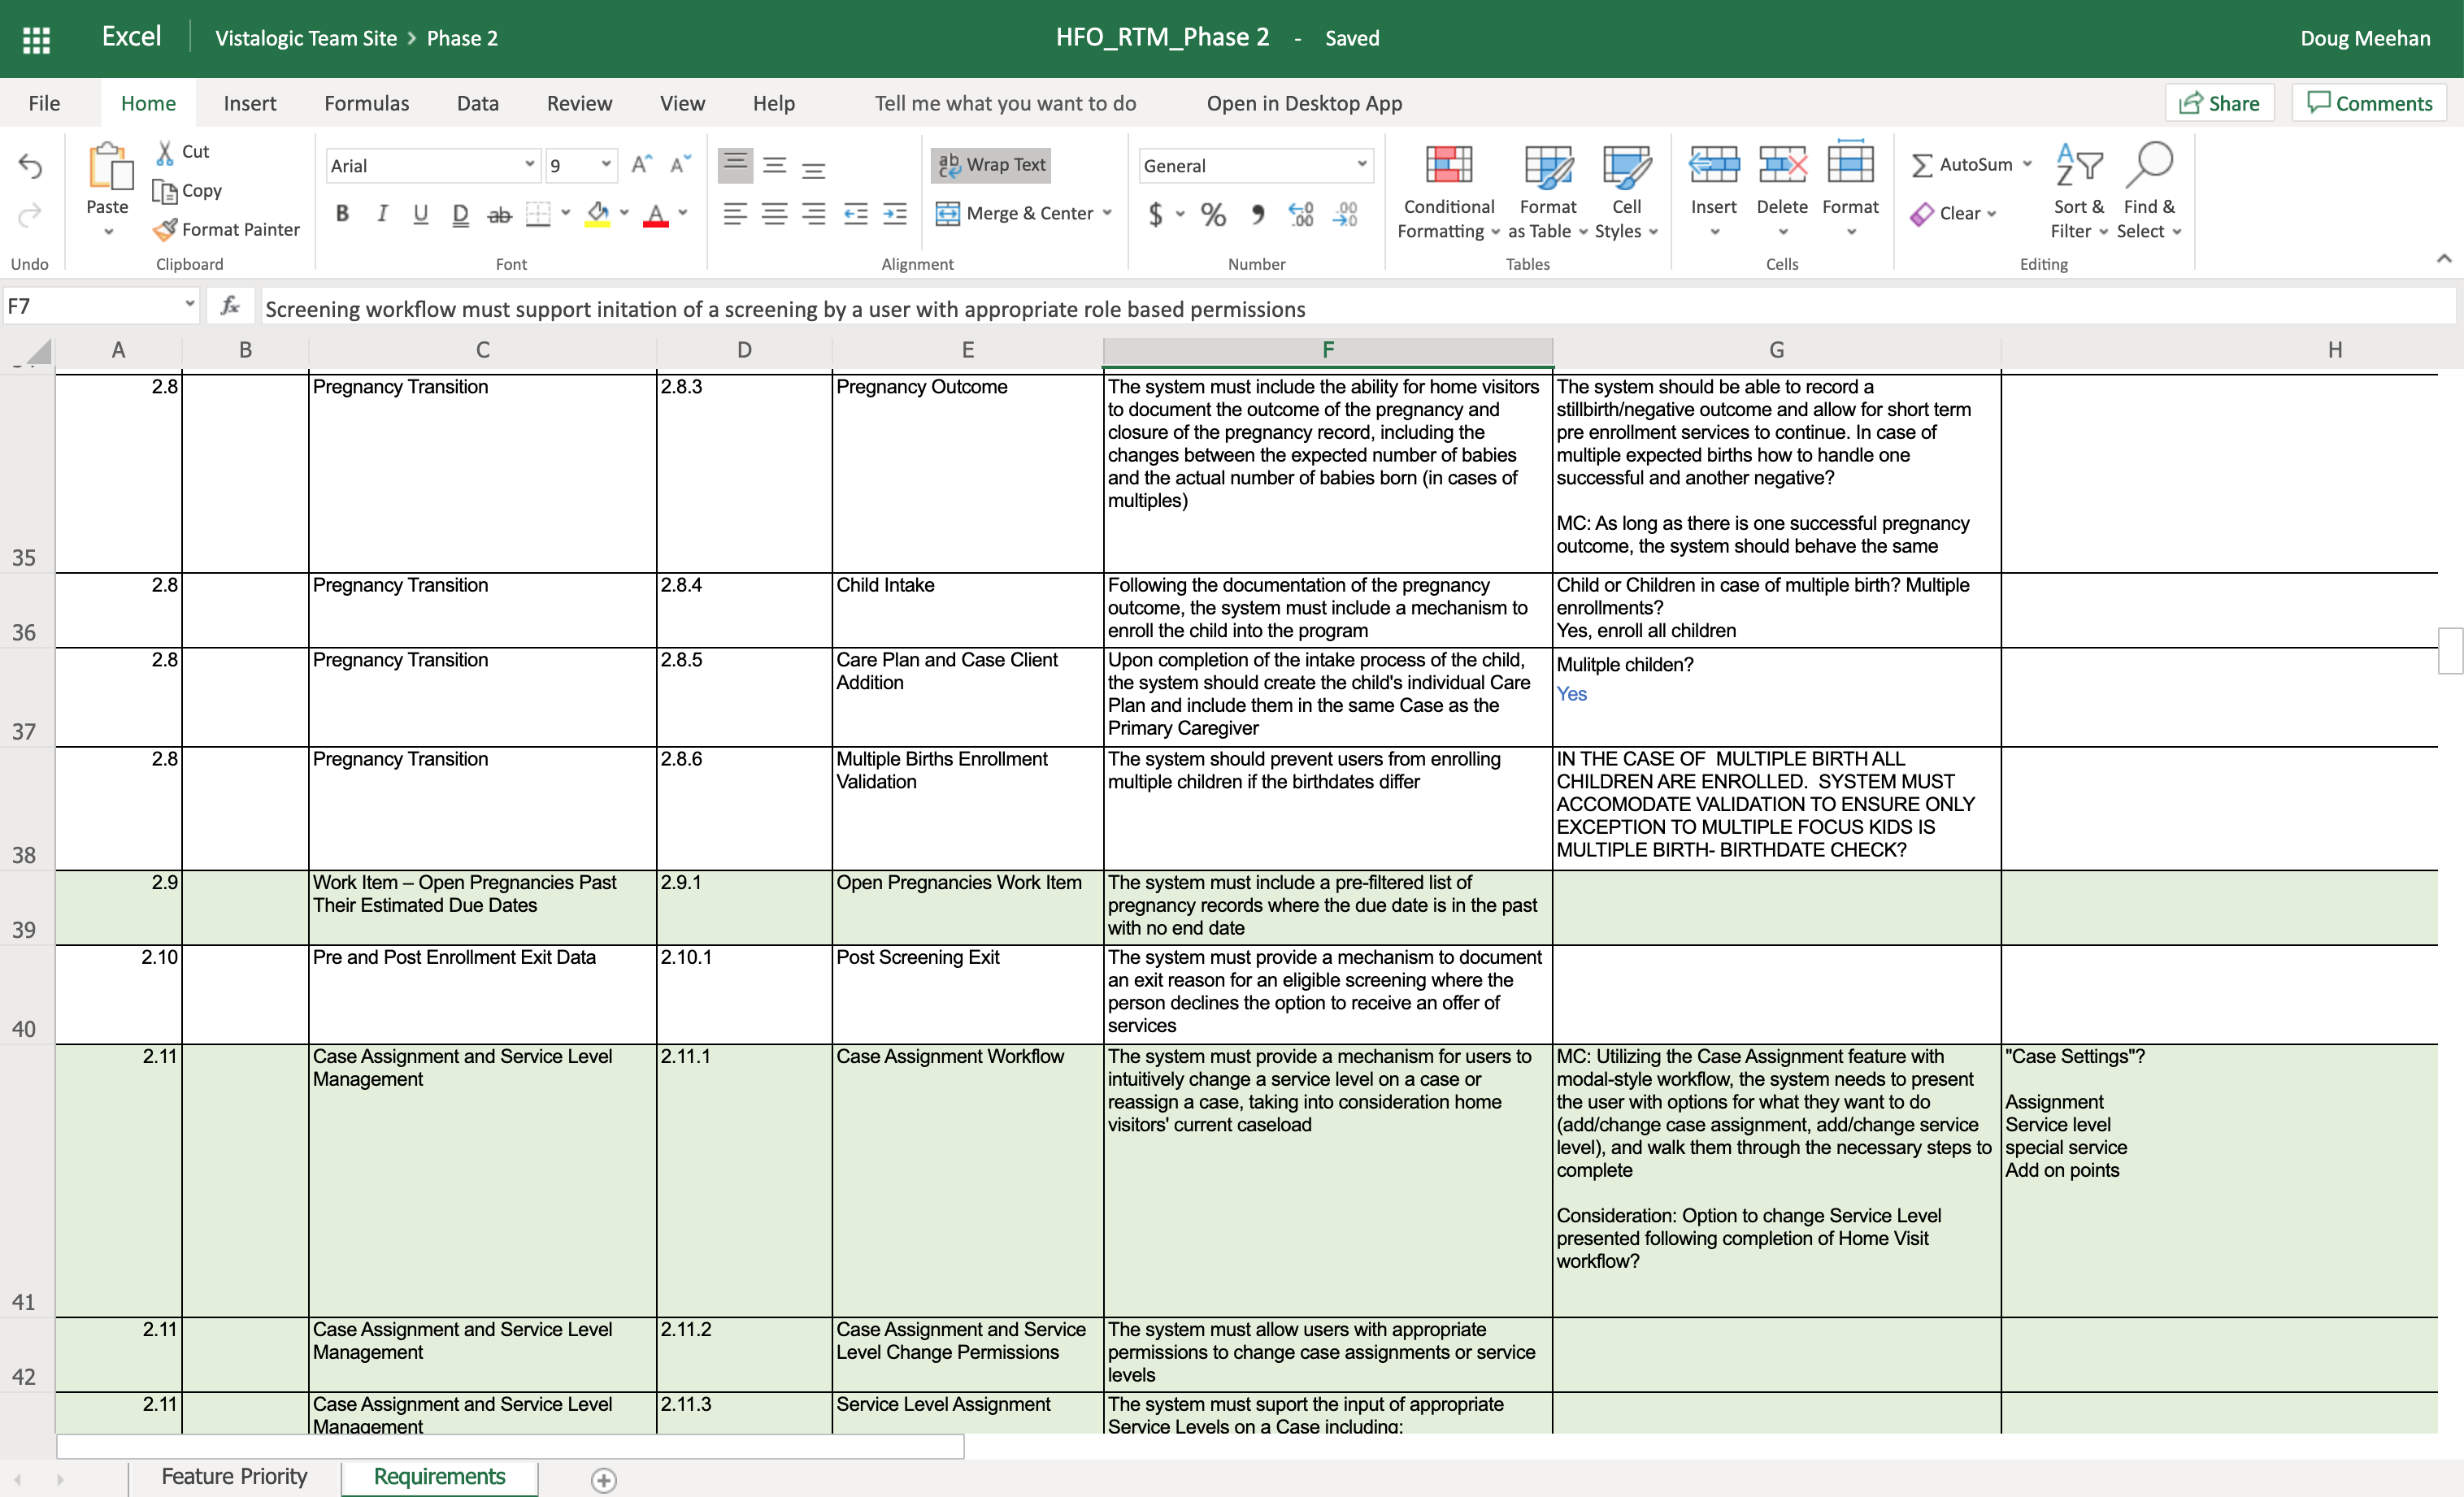 Excel Vistalogic Team Site > Phase 2 HFO_RTM_Phase 2 - Saved Doug Meehan
File Home Insert Formulas Data Review View Help Tell me what you want to do Open in Desktop App Share Comments
Paste
Cut
Copy
Format Painter
Arial 9 A^ A˅
B I U D ab A
ab c Wrap Text
Merge & Center
General
$ % , .00 .00
Conditional Formatting
Format as Table
Cell Styles
Insert Delete Format
AutoSum
Clear
Sort & Filter
Find & Select
Undo Clipboard Font Alignment Number Tables Cells Editing
F7 fx Screening workflow must support initation of a screening by a user with appropriate role based permissions
A B C D E F G H
35
2.8
Pregnancy Transition
2.8.3
Pregnancy Outcome
The system must include the ability for home visitors
to document the outcome of the pregnancy and
closure of the pregnancy record, including the
changes between the expected number of babies
and the actual number of babies born (in cases of
multiples)
The system should be able to record a
stillbirth/negative outcome and allow for short term
pre enrollment services to continue. In case of
multiple expected births how to handle one
successful and another negative?
MC: As long as there is one successful pregnancy
outcome, the system should behave the same
36
2.8
Pregnancy Transition
2.8.4
Child Intake
Following the documentation of the pregnancy
outcome, the system must include a mechanism to
enroll the child into the program
Child or Children in case of multiple birth? Multiple
enrollments?
Yes, enroll all children
37
2.8
Pregnancy Transition
2.8.5
Care Plan and Case Client
Addition
Upon completion of the intake process of the child,
the system should create the child's individual Care
Plan and include them in the same Case as the
Primary Caregiver
Mulitple childen?
Yes
38
2.8
Pregnancy Transition
2.8.6
Multiple Births Enrollment
Validation
The system should prevent users from enrolling
multiple children if the birthdates differ
IN THE CASE OF  MULTIPLE BIRTH ALL
CHILDREN ARE ENROLLED.  SYSTEM MUST
ACCOMODATE VALIDATION TO ENSURE ONLY
EXCEPTION TO MULTIPLE FOCUS KIDS IS
MULTIPLE BIRTH- BIRTHDATE CHECK?
39
2.9
Work Item – Open Pregnancies Past
Their Estimated Due Dates
2.9.1
Open Pregnancies Work Item
The system must include a pre-filtered list of
pregnancy records where the due date is in the past
with no end date
40
2.10
Pre and Post Enrollment Exit Data
2.10.1
Post Screening Exit
The system must provide a mechanism to document
an exit reason for an eligible screening where the
person declines the option to receive an offer of
services
41
2.11
Case Assignment and Service Level
Management
2.11.1
Case Assignment Workflow
The system must provide a mechanism for users to
intuitively change a service level on a case or
reassign a case, taking into consideration home
visitors' current caseload
MC: Utilizing the Case Assignment feature with
modal-style workflow, the system needs to present
the user with options for what they want to do
(add/change case assignment, add/change service
level), and walk them through the necessary steps to
complete
Consideration: Option to change Service Level
presented following completion of Home Visit
workflow?
"Case Settings"?
Assignment
Service level
special service
Add on points
42
2.11
Case Assignment and Service Level
Management
2.11.2
Case Assignment and Service
Level Change Permissions
The system must allow users with appropriate
permissions to change case assignments or service
levels
2.11
Case Assignment and Service Level
Management
2.11.3
Service Level Assignment
The system must suport the input of appropriate
Service Levels on a Case including:
Feature Priority Requirements